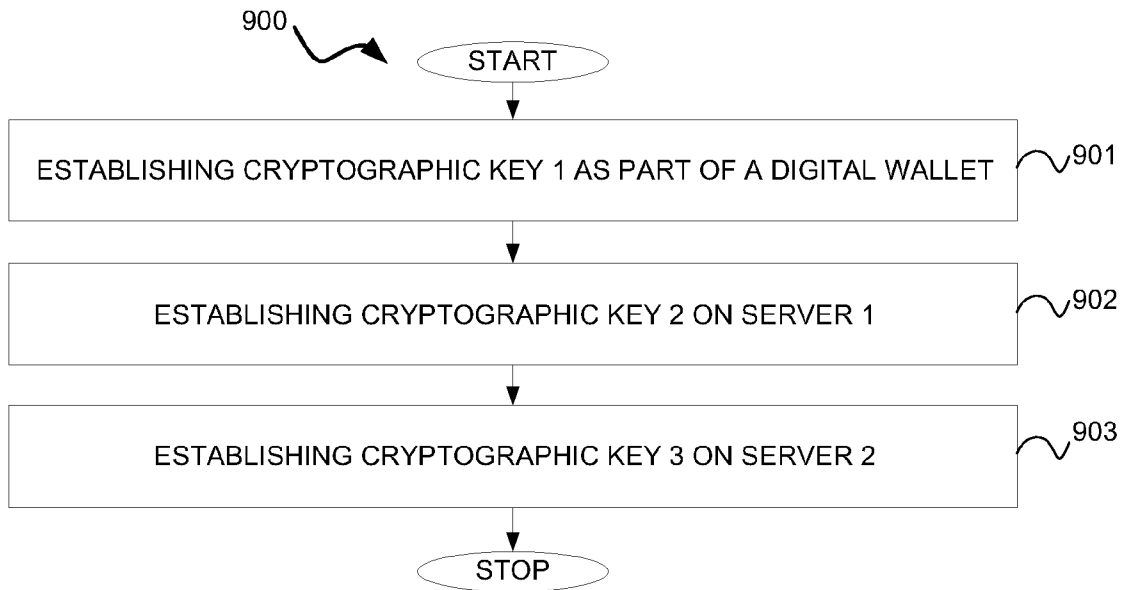 900
START
ESTABLISHING CRYPTOGRAPHIC KEY 1 AS PART OF A DIGITAL WALLET
901
ESTABLISHING CRYPTOGRAPHIC KEY 2 ON SERVER 1
902
ESTABLISHING CRYPTOGRAPHIC KEY 3 ON SERVER 2
903
STOP